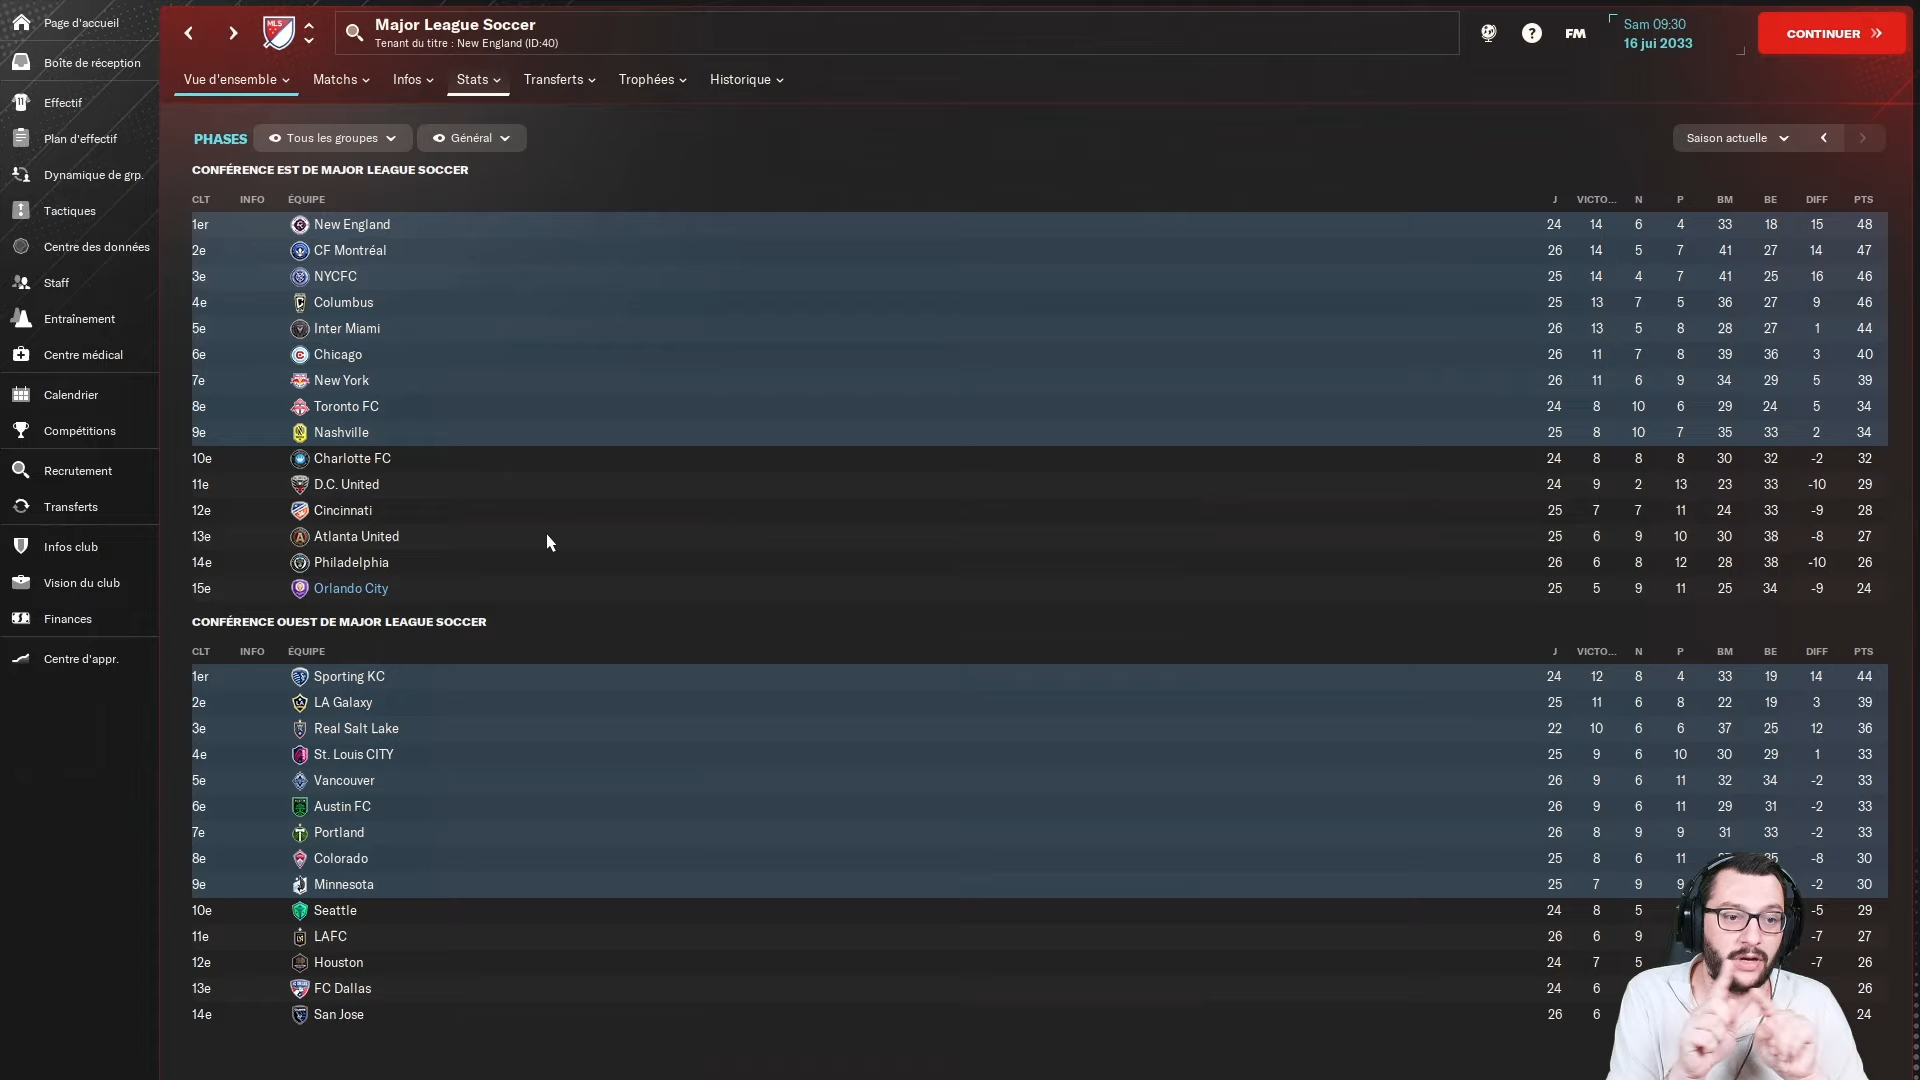 Page d'accueil
Boîte de réception
Effectif
Plan d'effectif
Dynamique de grp.
Tactiques
Centre des données
Staff
Entraînement
Centre médical
Calendrier
Compétitions
Recrutement
Transferts
Infos club
Vision du club
Finances
Centre d'appr.
Major League Soccer
Tenant du titre : New England (ID:40)
FM
Sam 09:30
16 jui 2033
CONTINUER
Vue d'ensemble Matchs Infos Stats Transferts Trophées Historique
PHASES Tous les groupes Général Saison actuelle
CONFÉRENCE EST DE MAJOR LEAGUE SOCCER
CLT INFO ÉQUIPE J VICTO... N P BM BE DIFF PTS
1er New England 24 14 6 4 33 18 15 48
2e CF Montréal 26 14 5 7 41 27 14 47
3e NYCFC 25 14 4 7 41 25 16 46
4e Columbus 25 13 7 5 36 27 9 46
5e Inter Miami 26 13 5 8 28 27 1 44
6e Chicago 26 11 7 8 39 36 3 40
7e New York 26 11 6 9 34 29 5 39
8e Toronto FC 24 8 10 6 29 24 5 34
9e Nashville 25 8 10 7 35 33 2 34
10e Charlotte FC 24 8 8 8 30 32 -2 32
11e D.C. United 24 9 2 13 23 33 -10 29
12e Cincinnati 25 7 7 11 24 33 -9 28
13e Atlanta United 25 6 9 10 30 38 -8 27
14e Philadelphia 26 6 8 12 28 38 -10 26
15e Orlando City 25 5 9 11 25 34 -9 24
CONFÉRENCE OUEST DE MAJOR LEAGUE SOCCER
CLT INFO ÉQUIPE J VICTO... N P BM BE DIFF PTS
1er Sporting KC 24 12 8 4 33 19 14 44
2e LA Galaxy 25 11 6 8 22 19 3 39
3e Real Salt Lake 22 10 6 6 37 25 12 36
4e St. Louis CITY 25 9 6 10 30 29 1 33
5e Vancouver 26 9 6 11 32 34 -2 33
6e Austin FC 26 9 6 11 29 31 -2 33
7e Portland 26 8 9 9 31 33 -2 33
8e Colorado 25 8 6 11 -8 30
9e Minnesota 25 7 9 9 -2 30
10e Seattle 24 8 5 -5 29
11e LAFC 26 6 9 -7 27
12e Houston 24 7 5 -7 26
13e FC Dallas 24 6 26
14e San Jose 26 6 24